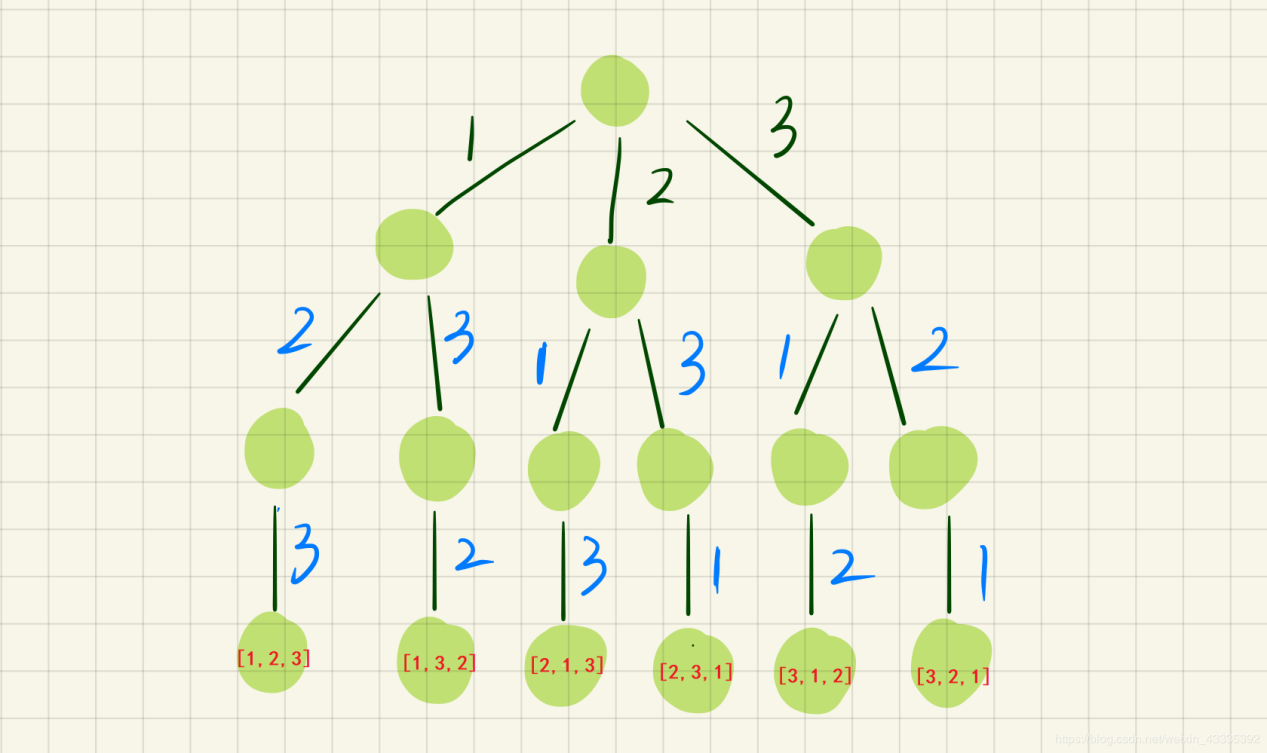 1
2
3
2
3
1
3
1
2
3
2
3
1
2
1
[1, 2, 3]
[1, 3, 2]
[2, 1, 3]
[2, 3, 1]
[3, 1, 2]
[3, 2, 1]